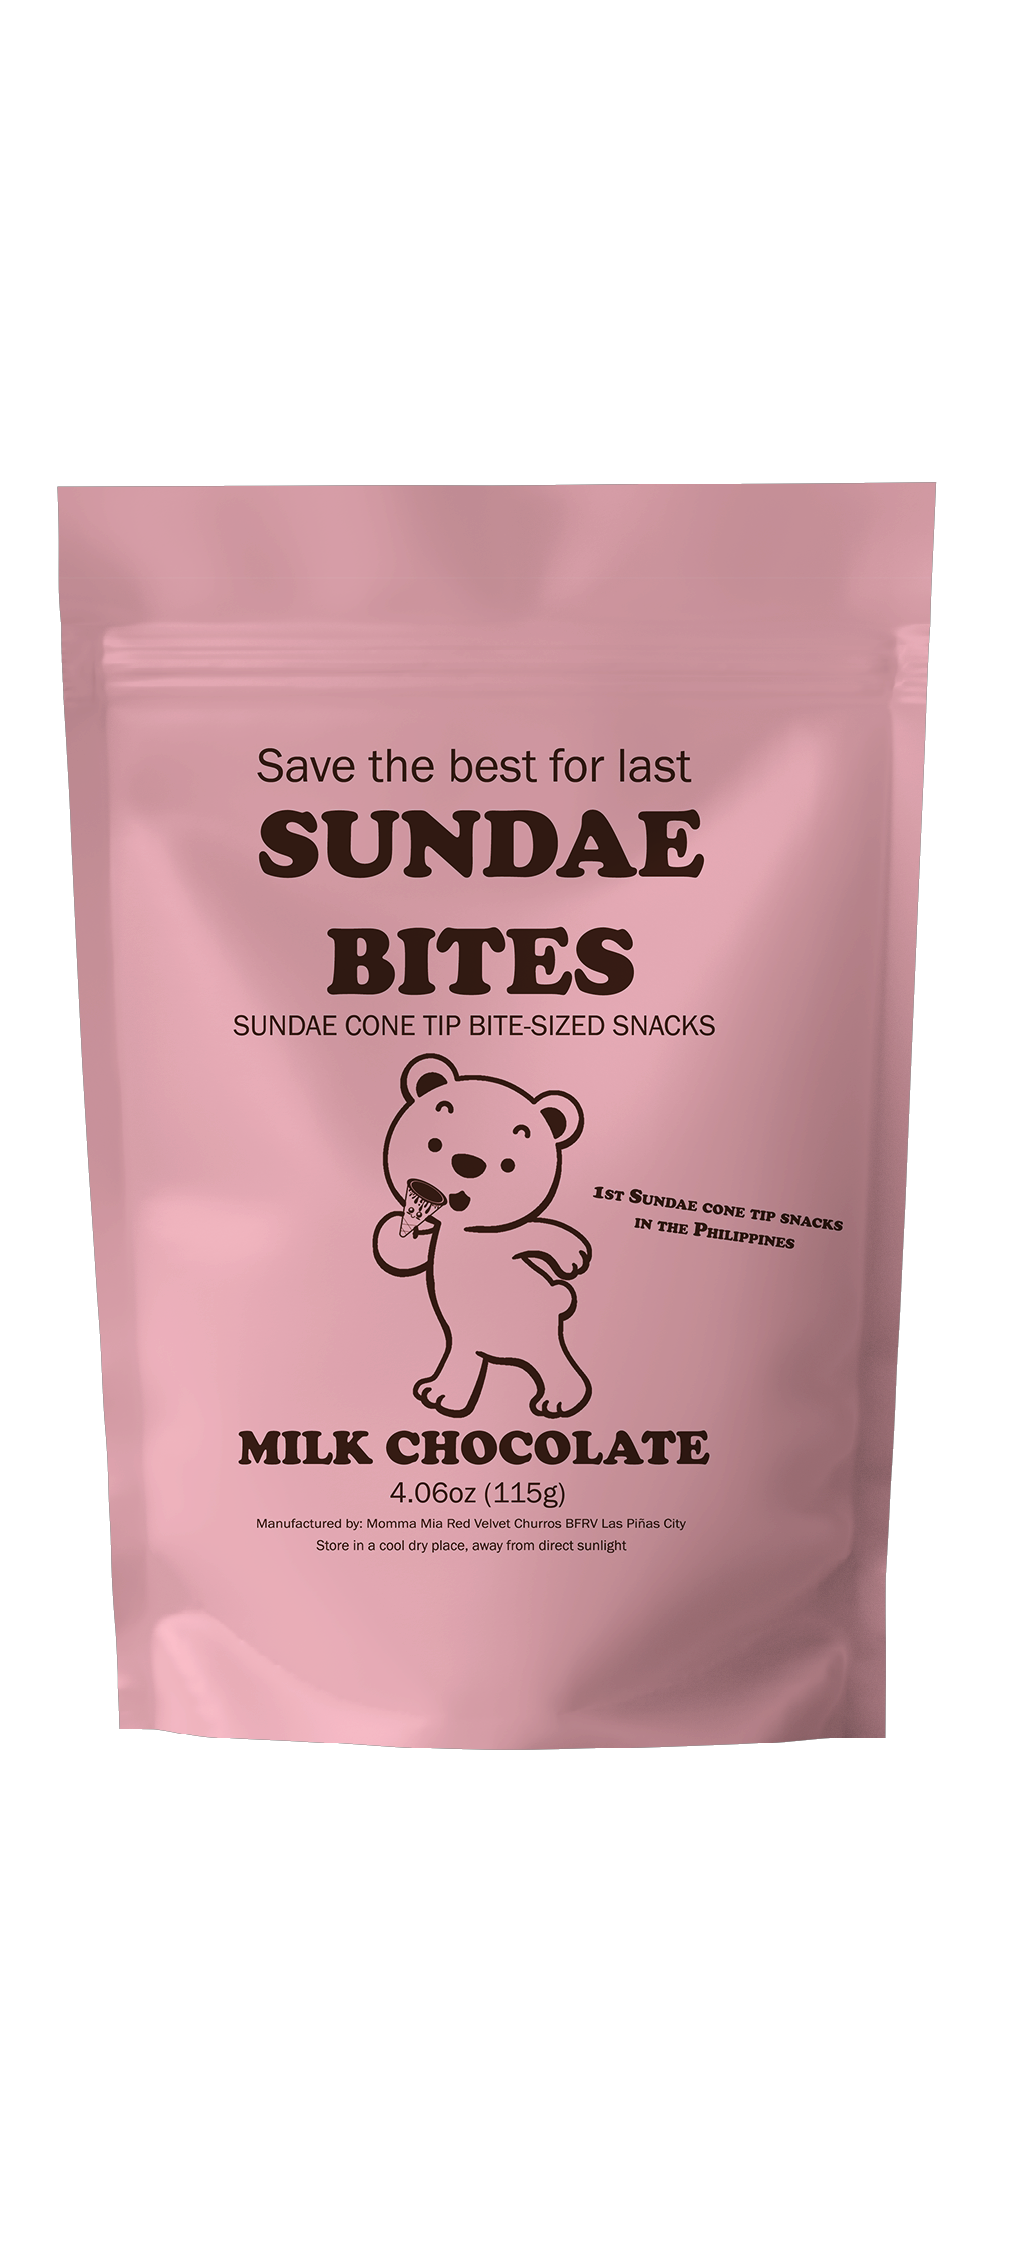 Save the best for last
SUNDAE
BITES
SUNDAE CONE TIP BITE-SIZED SNACKS
1st Sundae cone tip snacks
in the Philippines
MILK CHOCOLATE
4.06oz (115g)
Manufactured by: Momma Mia Red Velvet Churros BFRV Las Piñas City
Store in a cool dry place, away from direct sunlight